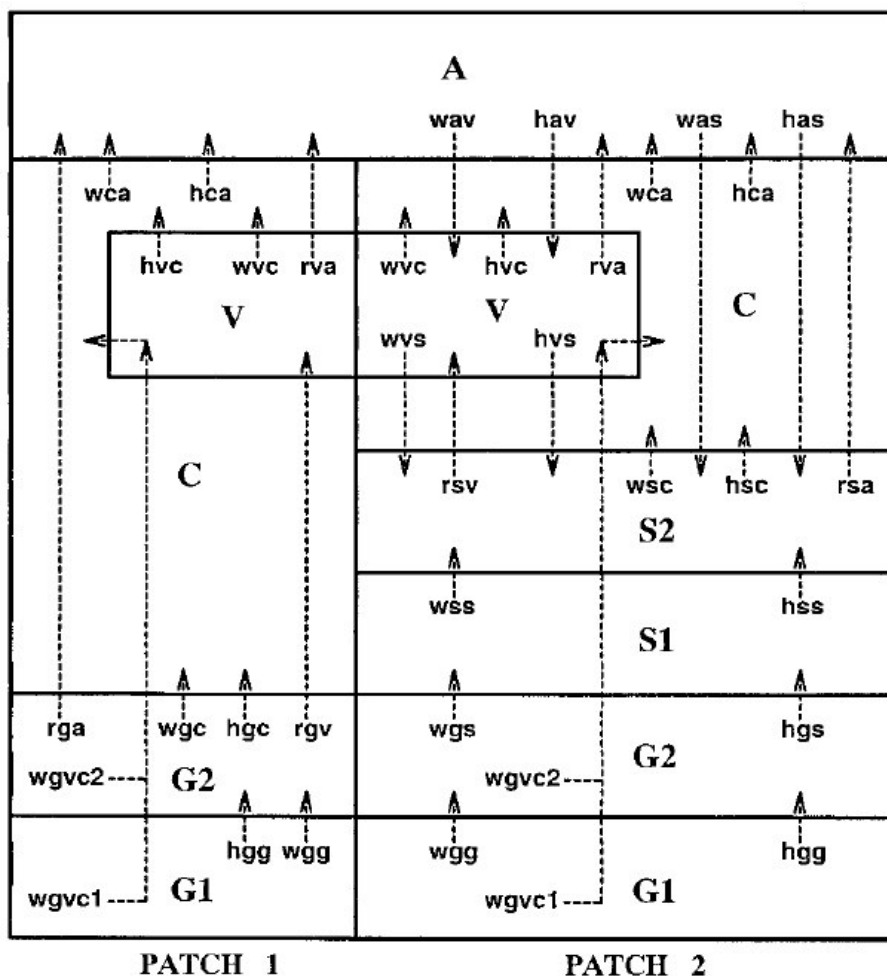 A
wav hav was has
wca hca wca hca
hvc wvc rva wvc hvc rva
V V C
wvs hvs
C
rsv wsc hsc rsa
S2
wss hss
S1
rga wgc hgc rgv wgs hgs
G2
wgvc2 G2 wgvc2
hgg wgg wgg hgg
wgvc1 G1 wgvc1 G1
PATCH 1 PATCH 2